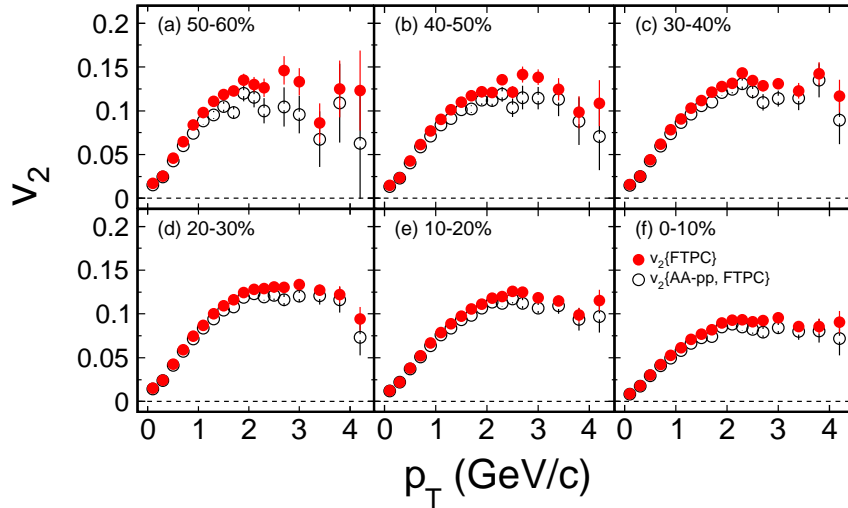 (a) 50-60%
(b) 40-50%
(c) 30-40%
0.2
0.15
0.1
0.05
0
v2
(d) 20-30%
(e) 10-20%
(f) 0-10%
v2{FTPC}
v2{AA-pp, FTPC}
0.2
0.15
0.1
0.05
0
0 1 2 3 4
0 1 2 3 4
0 1 2 3 4
pT (GeV/c)